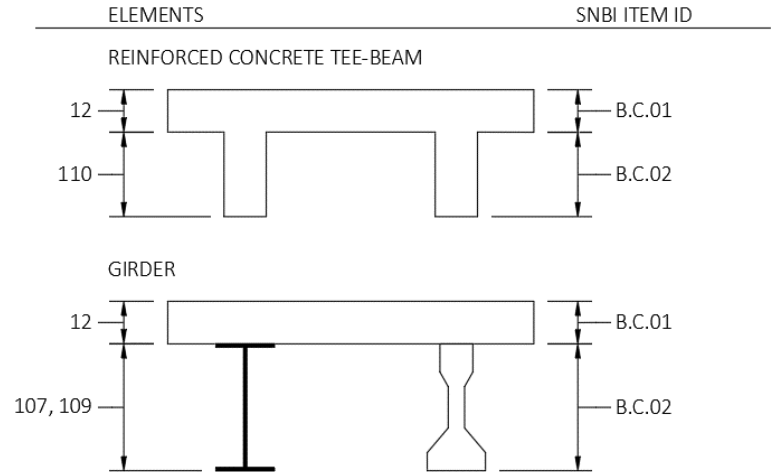 ELEMENTS SNBI ITEM ID
REINFORCED CONCRETE TEE-BEAM
12 B.C.01
110 B.C.02
GIRDER
12 B.C.01
107, 109 B.C.02